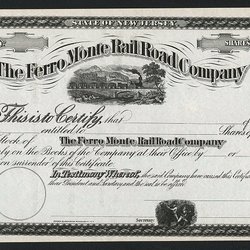 STATE OF NEW JERSEY.
SHARES
The Ferro Monte Rail Road Company
This is to Certify, that
entitled to Shares
Stock of The Ferro Monte Rail Road Company
on the Books of the Company at their Office by or
on surrender of this Certificate.
In Testimony Whereof, the said Company have caused this Certificate
their President and Secretary and the seal to be affixed
Secretary